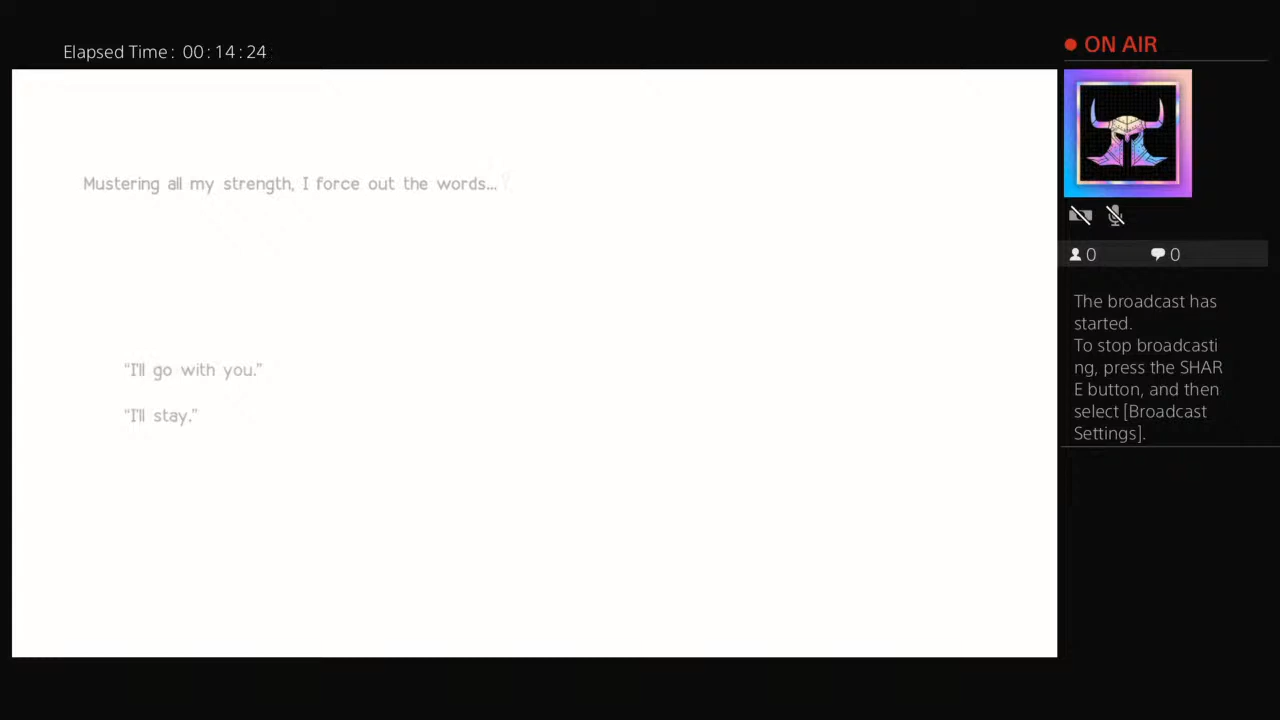 Elapsed Time: 00:14:24
ON AIR
Mustering all my strength, I force out the words...
"I'll go with you."
"I'll stay."
0 0
The broadcast has
started.
To stop broadcasti
ng, press the SHAR
E button, and then
select [Broadcast
Settings].